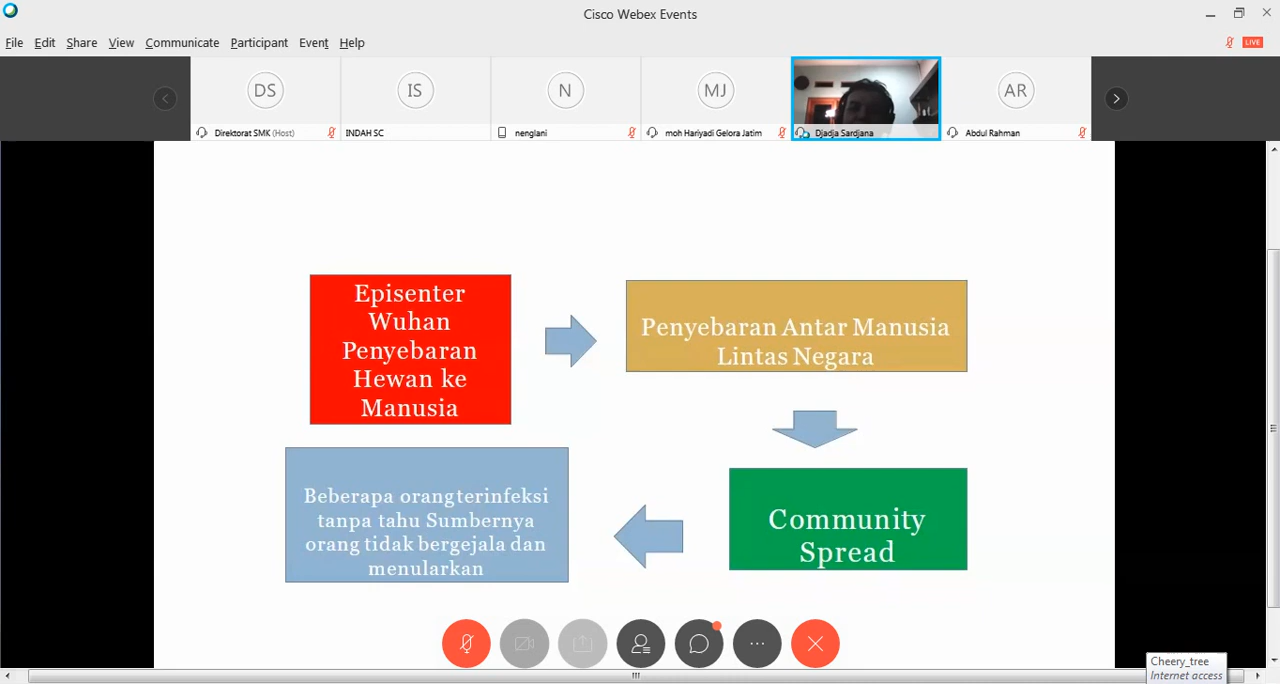 Cisco Webex Events
File Edit Share View Communicate Participant Event Help
LIVE
DS
IS
N
MJ
AR
Direktorat SMK (Host)
INDAH SC
nenglani
moh Hariyadi Gelora Jatim
Djadja Sardjana
Abdul Rahman
Episenter
Wuhan
Penyebaran
Hewan ke
Manusia
Penyebaran Antar Manusia
Lintas Negara
Community
Spread
Beberapa orang terinfeksi
tanpa tahu Sumbernya
orang tidak bergejala dan
menularkan
Cheery_tree
Internet access